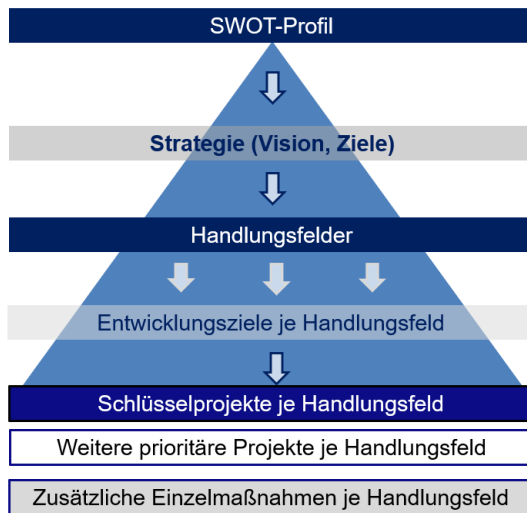 SWOT-Profil
Strategie (Vision, Ziele)
Handlungsfelder
Entwicklungsziele je Handlungsfeld
Schlüsselprojekte je Handlungsfeld
Weitere prioritäre Projekte je Handlungsfeld
Zusätzliche Einzelmaßnahmen je Handlungsfeld